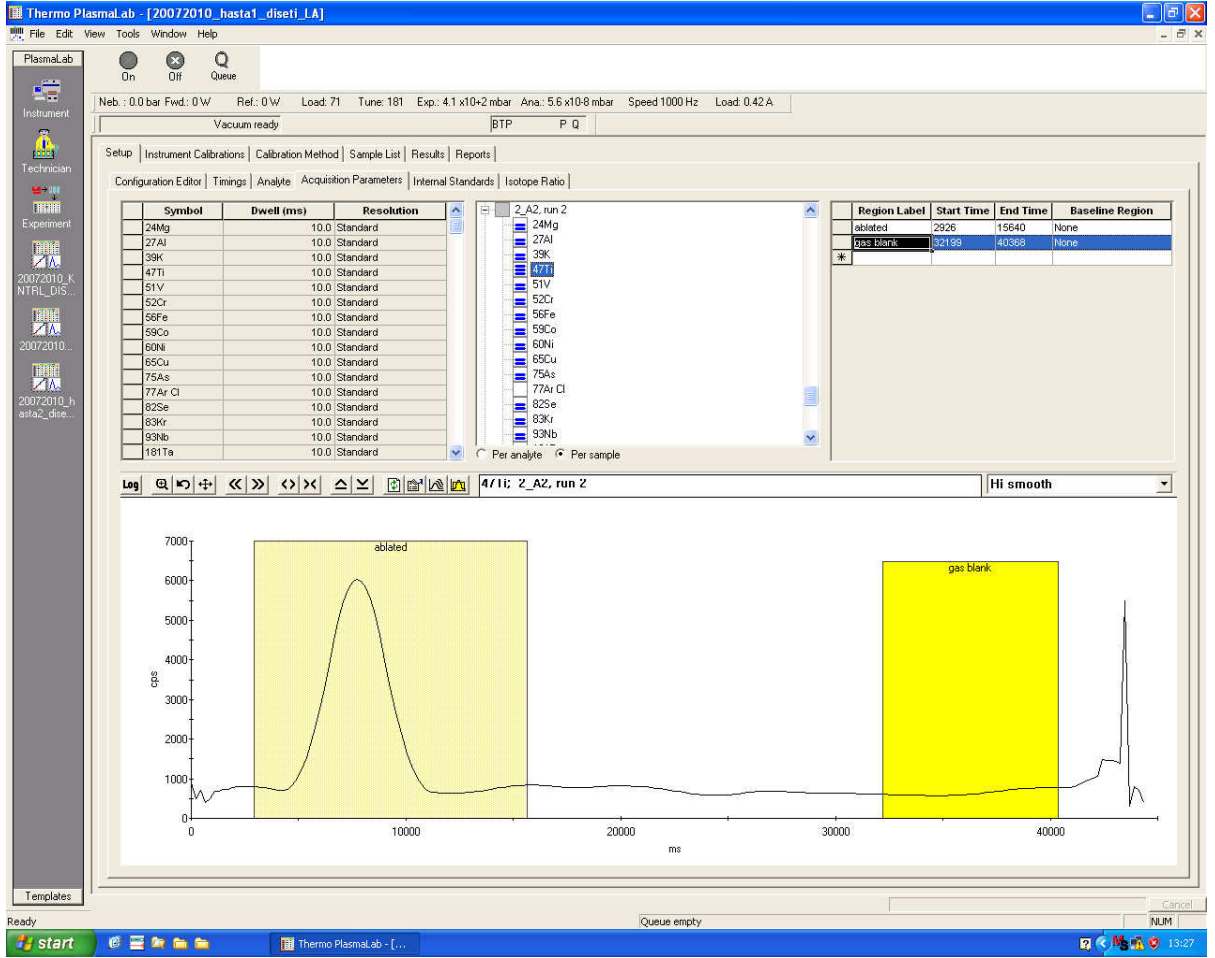 Thermo PlasmaLab - [20072010_hasta1_diseti_LA]
File Edit View Tools Window Help
PlasmaLab
On Off Queue
Neb. : 0.0 bar Fwd.: 0 W Ref.: 0 W Load: 71 Tune: 181 Exp.: 4.1 x10+2 mbar Ana.: 5.6 x10-8 mbar Speed 1000 Hz Load: 0.42 A
Vacuum ready BTP P Q
Instrument
Technician
Experiment
20072010_K
NTRL_DIS...
20072010...
20072010_h
asta2_dise...
Templates
Setup Instrument Calibrations Calibration Method Sample List Results Reports
Configuration Editor Timings Analyte Acquisition Parameters Internal Standards Isotope Ratio
Symbol Dwell (ms) Resolution
24Mg 10.0 Standard
27Al 10.0 Standard
39K 10.0 Standard
47Ti 10.0 Standard
51V 10.0 Standard
52Cr 10.0 Standard
56Fe 10.0 Standard
59Co 10.0 Standard
60Ni 10.0 Standard
65Cu 10.0 Standard
75As 10.0 Standard
77Ar Cl 10.0 Standard
82Se 10.0 Standard
83Kr 10.0 Standard
93Nb 10.0 Standard
181Ta 10.0 Standard
2_A2, run 2
24Mg
27Al
39K
47Ti
51V
52Cr
56Fe
59Co
60Ni
65Cu
75As
77Ar Cl
82Se
83Kr
93Nb
Per analyte Per sample
Region Label Start Time End Time Baseline Region
ablated 2926 15640 None
gas blank 32199 40368 None
*
Log 47Ti; 2_A2, run 2 Hi smooth
ablated
gas blank
7000
6000
5000
4000
3000
2000
1000
0
cps
0 10000 20000 30000 40000
ms
Cancel
Ready Queue empty NUM
start Thermo PlasmaLab - [... 13:27